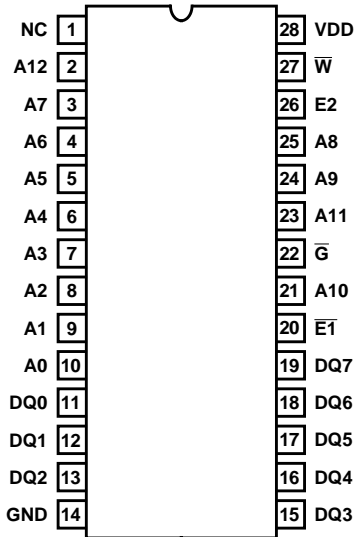 NC 1 28 VDD
A12 2 27 W̅
A7 3 26 E2
A6 4 25 A8
A5 5 24 A9
A4 6 23 A11
A3 7 22 G̅
A2 8 21 A10
A1 9 20 E̅1̅
A0 10 19 DQ7
DQ0 11 18 DQ6
DQ1 12 17 DQ5
DQ2 13 16 DQ4
GND 14 15 DQ3